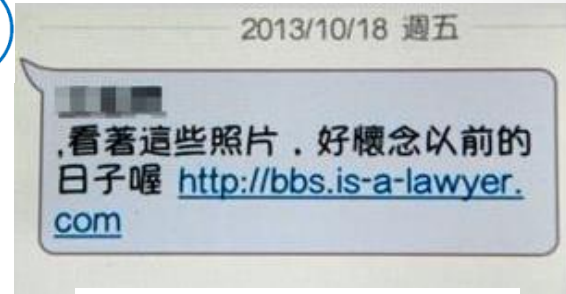 2013/10/18 週五
,看著這些照片，好懷念以前的
日子喔 http://bbs.is-a-lawyer.
com